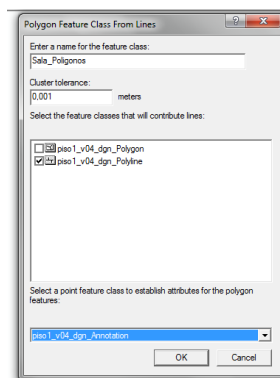 Polygon Feature Class From Lines
Enter a name for the feature class:
Sala_Poligonos
Cluster tolerance:
0,001 meters
Select the feature classes that will contribute lines:
piso1_v04_dgn_Polygon
piso1_v04_dgn_Polyline
Select a point feature class to establish attributes for the polygon
features:
piso1_v04_dgn_Annotation
OK Cancel